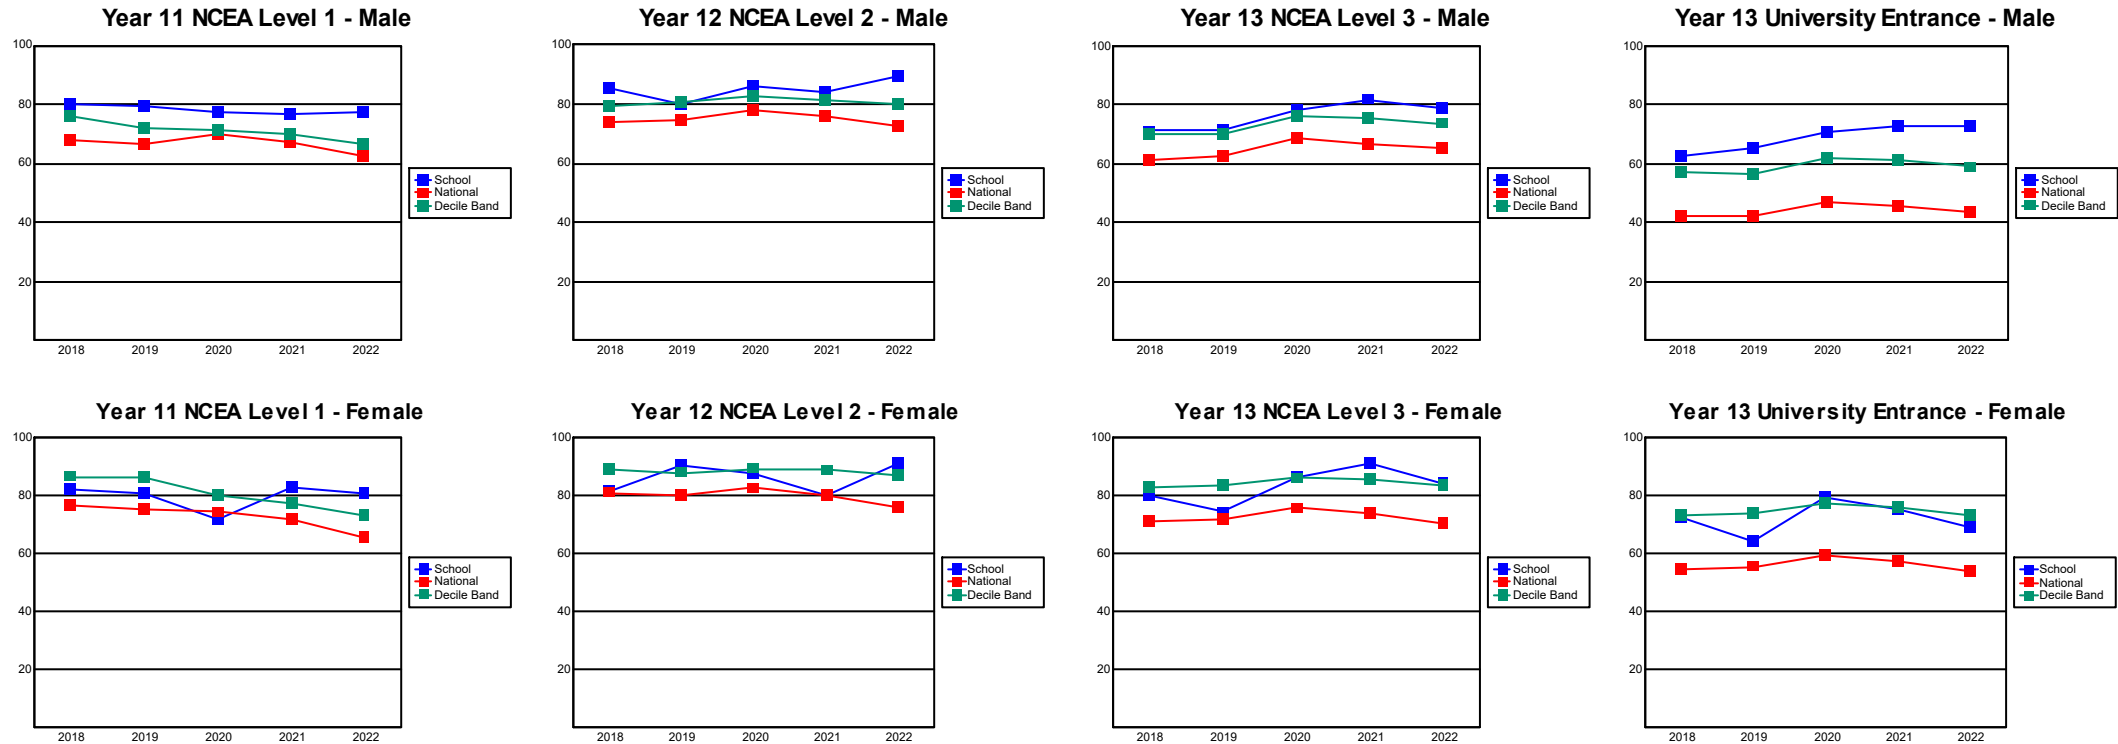 Year 11 NCEA Level 1 - Male
100
80
60
40
20
2018 2019 2020 2021 2022
School
National
Decile Band
Year 12 NCEA Level 2 - Male
100
80
60
40
20
2018 2019 2020 2021 2022
School
National
Decile Band
Year 13 NCEA Level 3 - Male
100
80
60
40
20
2018 2019 2020 2021 2022
School
National
Decile Band
Year 13 University Entrance - Male
100
80
60
40
20
2018 2019 2020 2021 2022
School
National
Decile Band
Year 11 NCEA Level 1 - Female
100
80
60
40
20
2018 2019 2020 2021 2022
School
National
Decile Band
Year 12 NCEA Level 2 - Female
100
80
60
40
20
2018 2019 2020 2021 2022
School
National
Decile Band
Year 13 NCEA Level 3 - Female
100
80
60
40
20
2018 2019 2020 2021 2022
School
National
Decile Band
Year 13 University Entrance - Female
100
80
60
40
20
2018 2019 2020 2021 2022
School
National
Decile Band